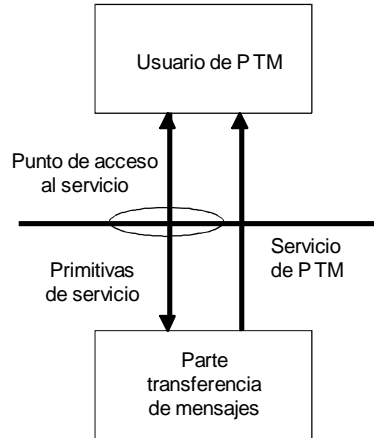 Usuario de PTM
Punto de acceso
al servicio
Servicio
de PTM
Primitivas
de servicio
Parte
transferencia
de mensajes